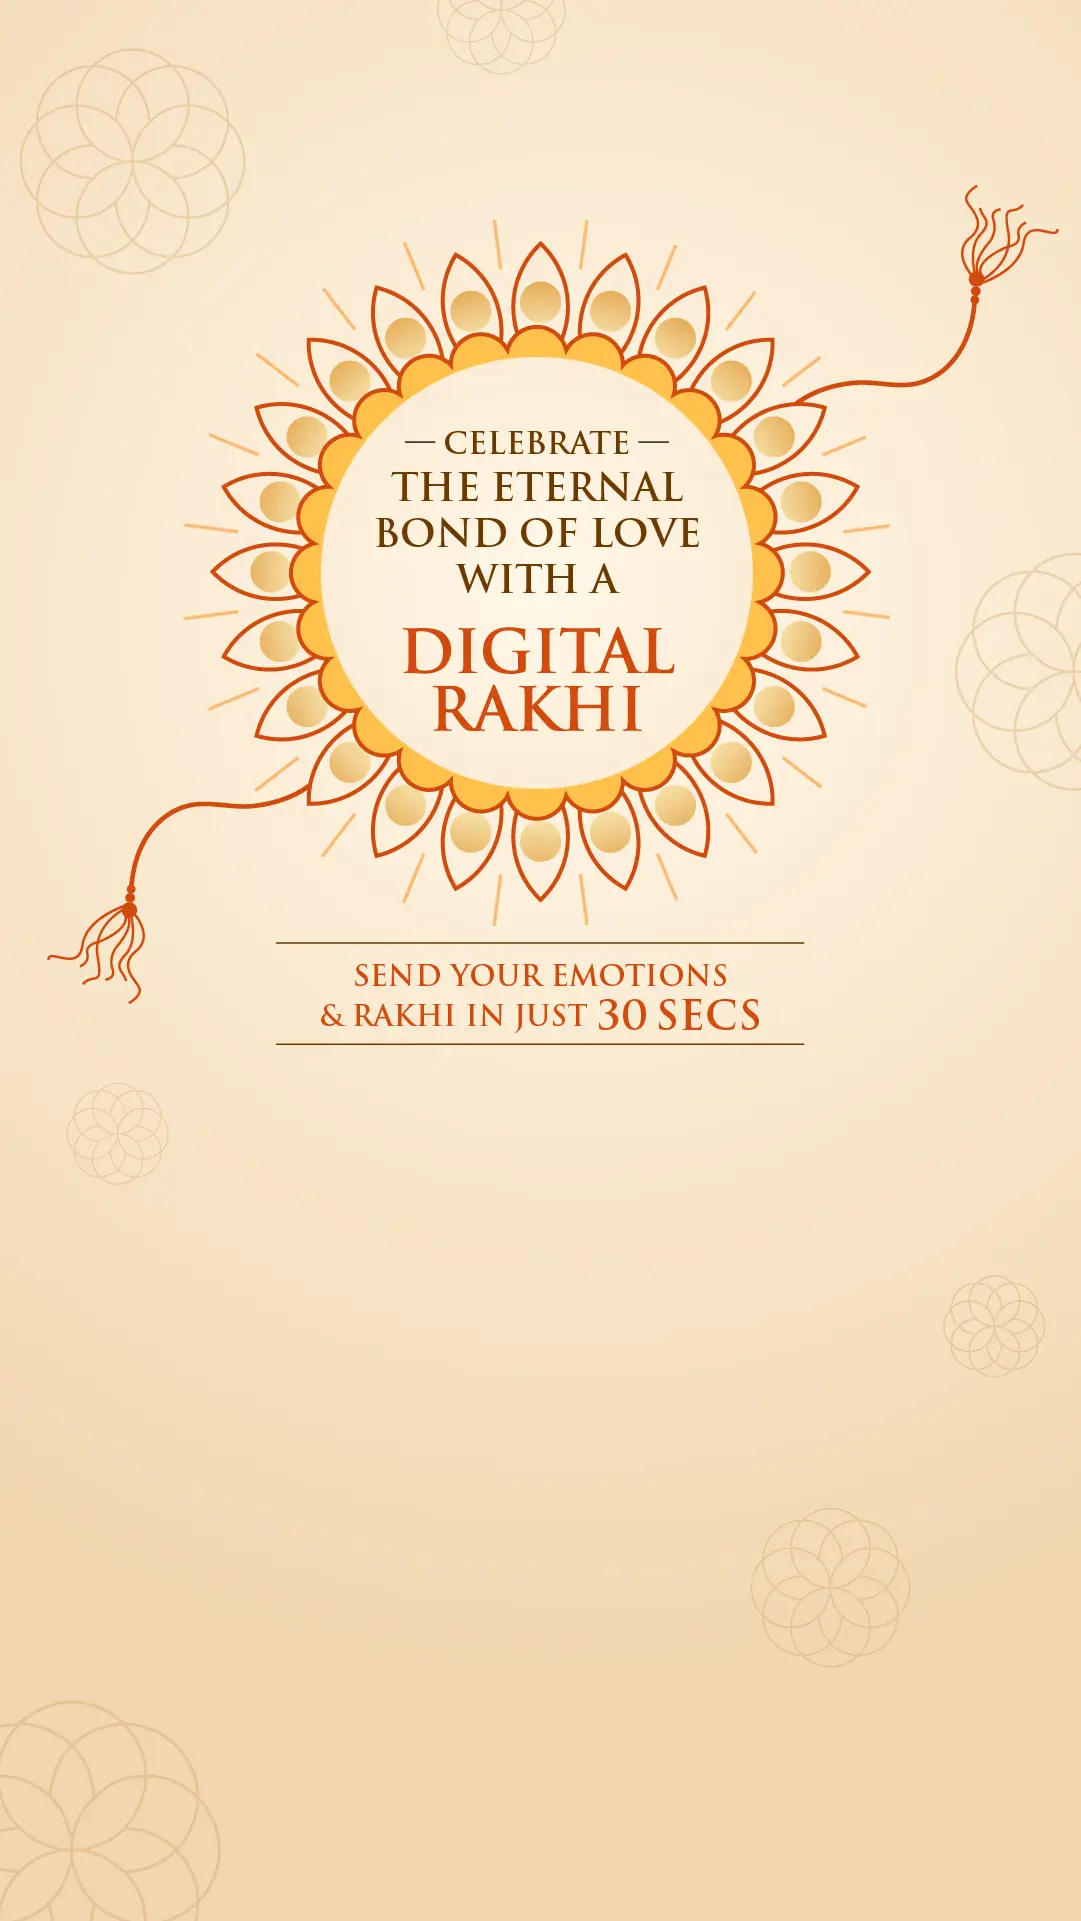 — CELEBRATE —
THE ETERNAL
BOND OF LOVE
WITH A
DIGITAL
RAKHI
SEND YOUR EMOTIONS
& RAKHI IN JUST 30 SECS